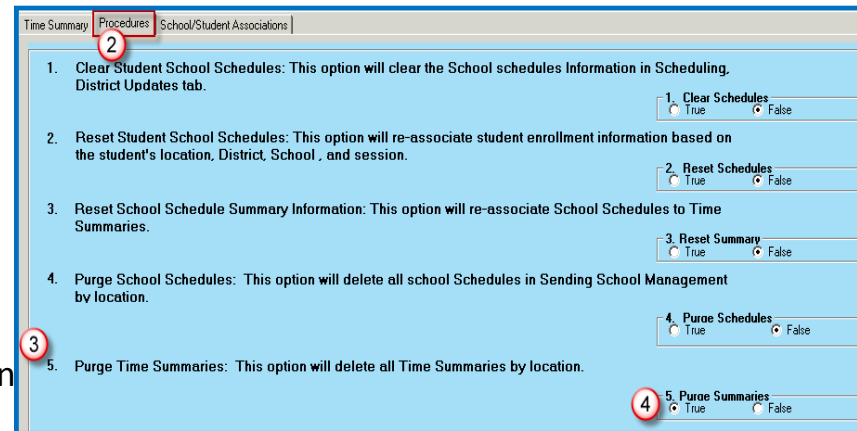 Time Summary Procedures School/Student Associations
2
1. Clear Student School Schedules: This option will clear the School schedules Information in Scheduling,
District Updates tab.
1. Clear Schedules
True False
2. Reset Student School Schedules: This option will re-associate student enrollment information based on
the student's location, District, School , and session.
2. Reset Schedules
True False
3. Reset School Schedule Summary Information: This option will re-associate School Schedules to Time
Summaries.
3. Reset Summary
True False
4. Purge School Schedules: This option will delete all school Schedules in Sending School Management
by location.
4. Purge Schedules
True False
3
n
5. Purge Time Summaries: This option will delete all Time Summaries by location.
5. Purge Summaries
4
True False